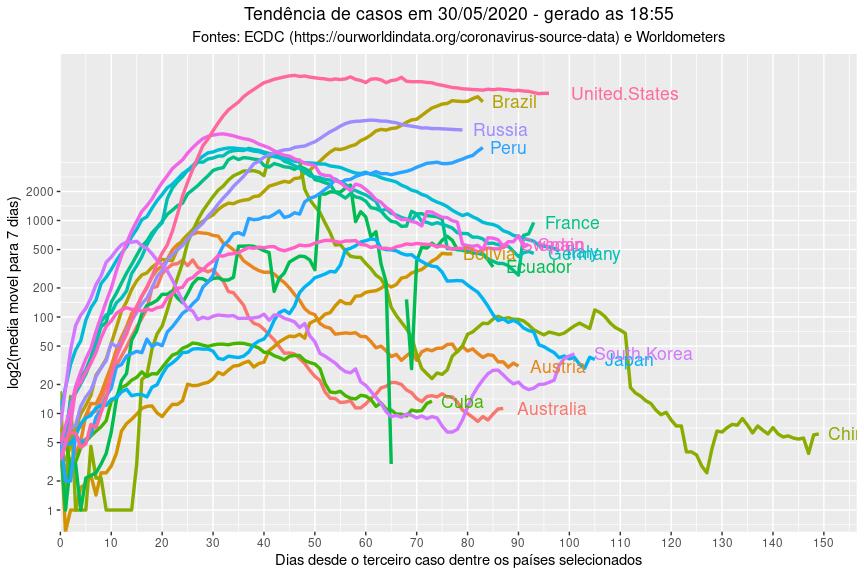 Tendência de casos em 30/05/2020 - gerado as 18:55
Fontes: ECDC (https://ourworldindata.org/coronavirus-source-data) e Worldometers
United.States
Brazil
Russia
Peru
2000
France
1000
Sweden Spain
500
Bolivia Germany Italy
Ecuador
200
100
50
South Korea
Japan
Austria
20
Cuba
Australia
10
5
Chin
2
1
0 10 20 30 40 50 60 70 80 90 100 110 120 130 140 150
Dias desde o terceiro caso dentre os países selecionados
log2(media movel para 7 dias)